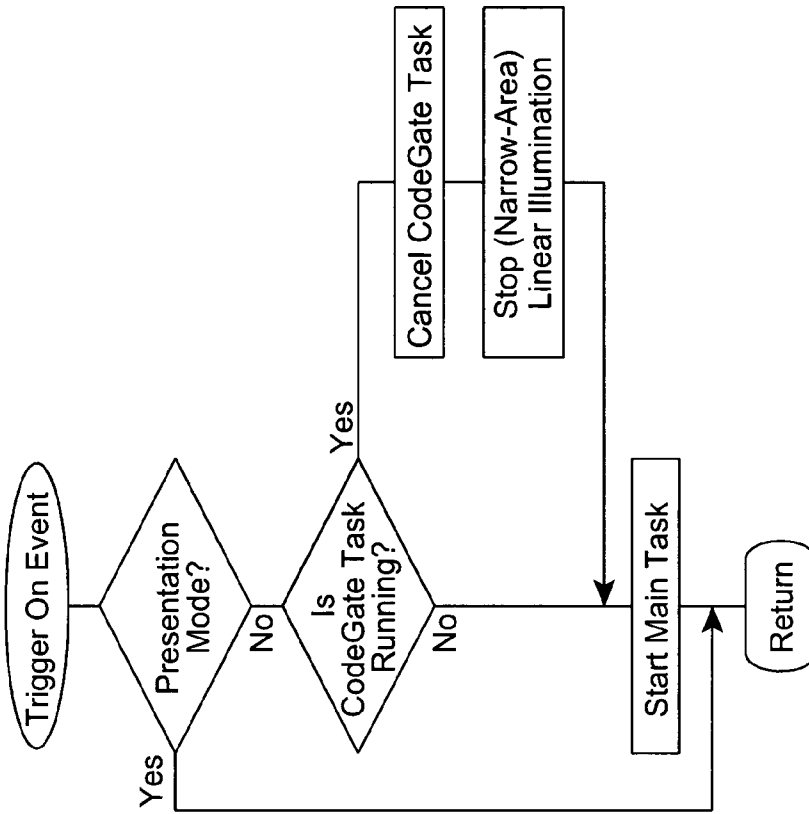 Trigger On Event
Presentation
Mode?
Yes
No
Is
CodeGate Task
Running?
Yes
No
Cancel CodeGate Task
Stop (Narrow-Area)
Linear Illumination
Start Main Task
Return